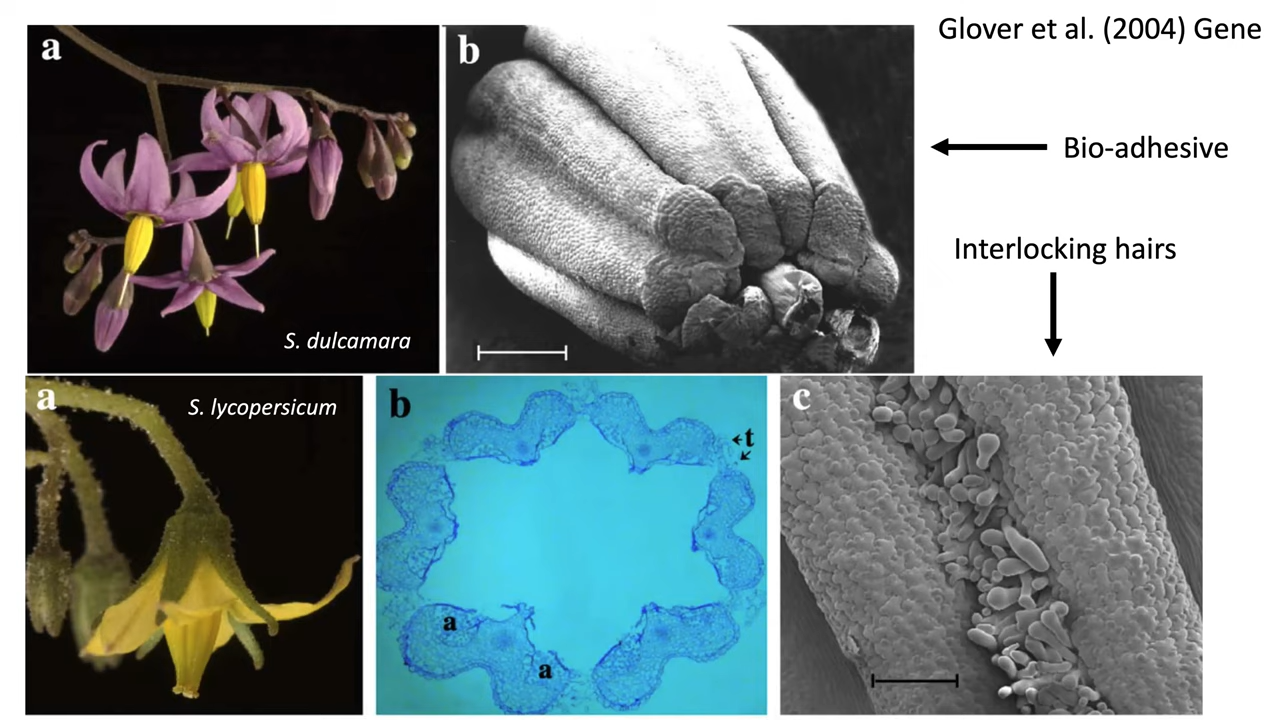 Glover et al. (2004) Gene
a
b
Bio-adhesive
Interlocking hairs
S. dulcamara
a
S. lycopersicum
b
t
a
a
c